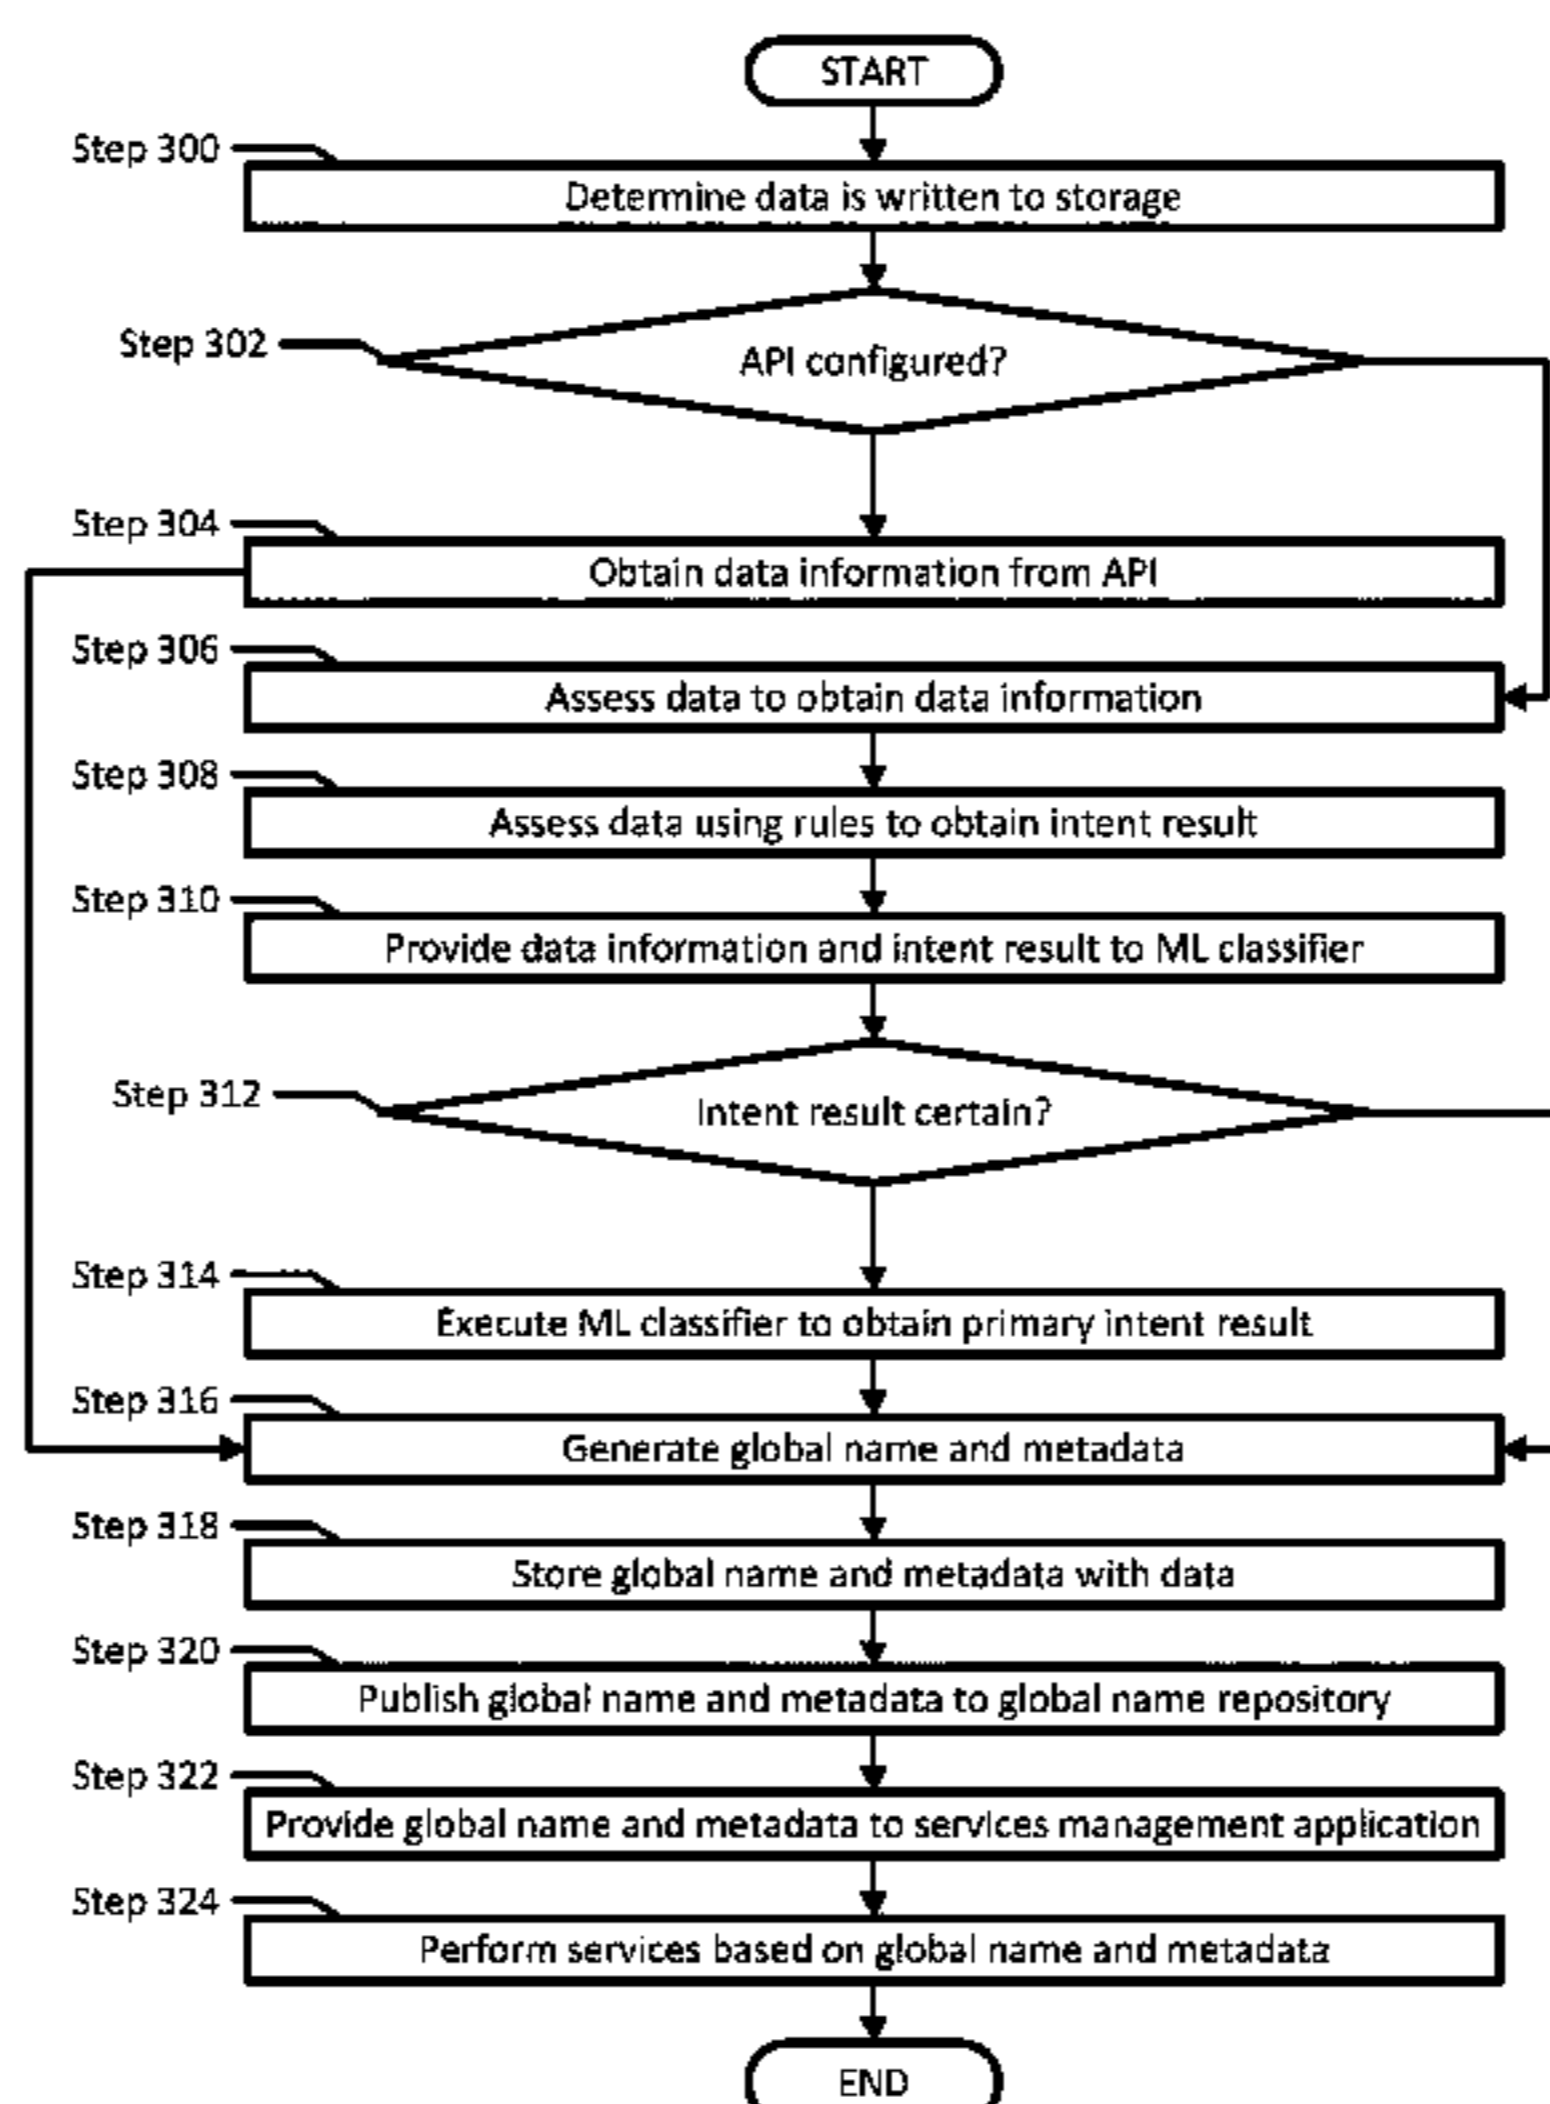 START
Step 300
Determine data is written to storage
Step 302
API configured?
Step 304
Obtain data information from API
Step 306
Assess data to obtain data information
Step 308
Assess data using rules to obtain intent result
Step 310
Provide data information and intent result to ML classifier
Step 312
Intent result certain?
Step 314
Execute ML classifier to obtain primary intent result
Step 316
Generate global name and metadata
Step 318
Store global name and metadata with data
Step 320
Publish global name and metadata to global name repository
Step 322
Provide global name and metadata to services management application
Step 324
Perform services based on global name and metadata
END